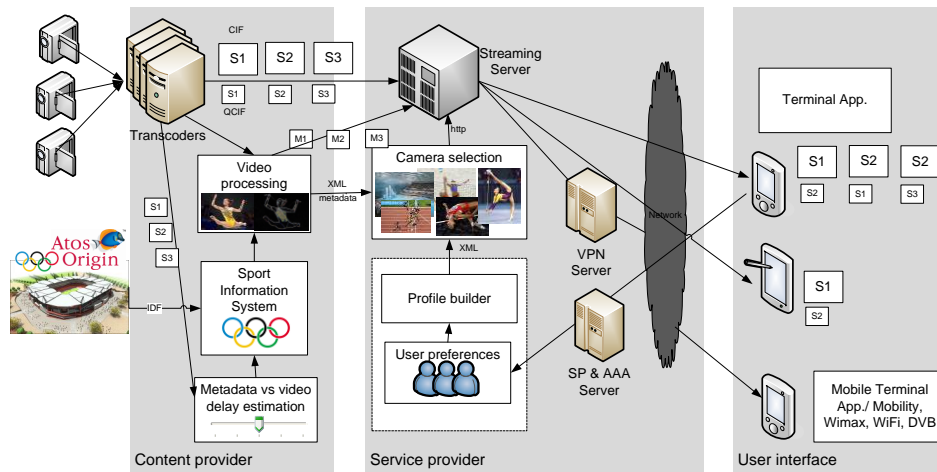 CIF
S1 S2 S3
S1 S2 S3
QCIF
Transcoders
Streaming
Server
M1 M2 M3
http
Video
processing
XML
metadata
Camera selection
S1
S2
S3
Atos
Origin
IDF
Sport
Information
System
XML
Profile builder
User preferences
Metadata vs video
delay estimation
VPN
Server
SP & AAA
Server
Network
Terminal App.
S1 S2 S2
S2 S1 S3
S1
S2
Mobile Terminal
App./ Mobility,
Wimax, WiFi, DVB
Content provider
Service provider
User interface